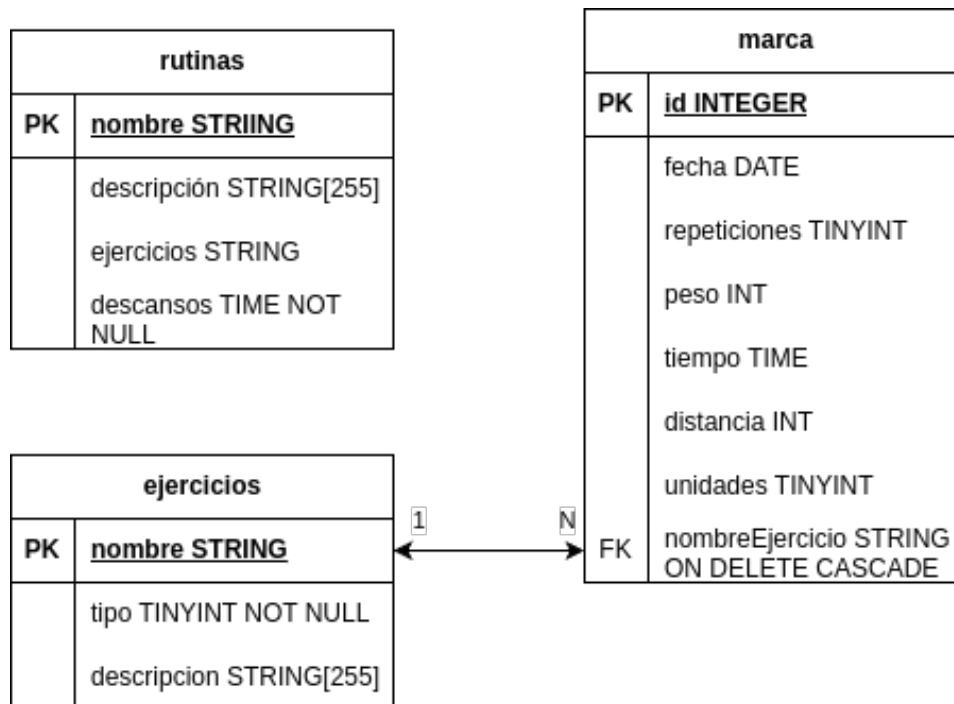 rutinas
PK nombre STRIING
descripción STRING[255]
ejercicios STRING
descansos TIME NOT
NULL
marca
PK id INTEGER
fecha DATE
repeticiones TINYINT
peso INT
tiempo TIME
distancia INT
unidades TINYINT
FK nombreEjercicio STRING
ON DELETE CASCADE
ejercicios
PK nombre STRING
tipo TINYINT NOT NULL
descripcion STRING[255]
1 N